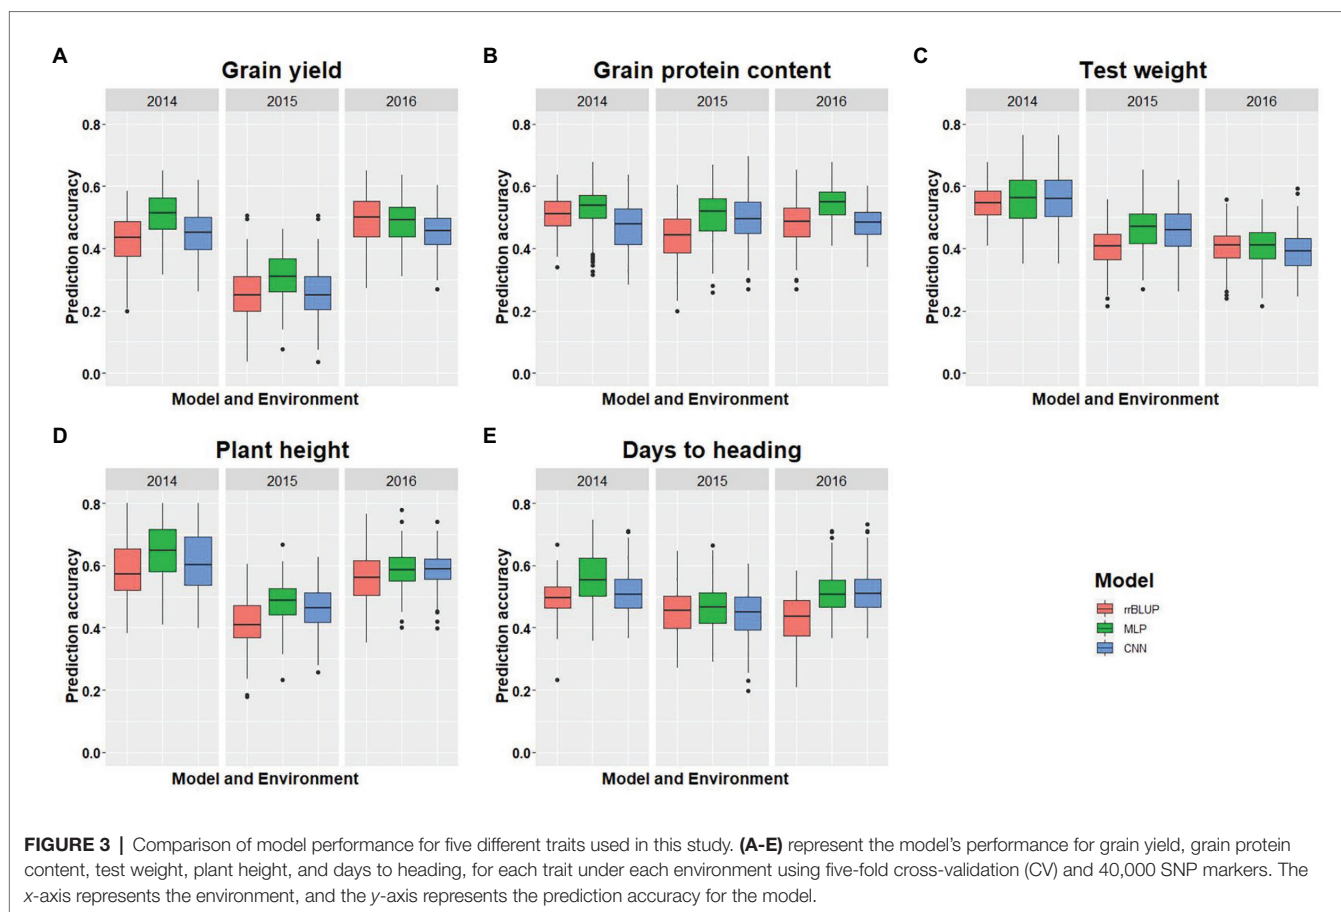 A
Grain yield
2014 2015 2016
0.8
0.6
0.4
0.2
0.0
Prediction accuracy
Model and Environment
B
Grain protein content
2014 2015 2016
0.8
0.6
0.4
0.2
0.0
Prediction accuracy
Model and Environment
C
Test weight
2014 2015 2016
0.8
0.6
0.4
0.2
0.0
Prediction accuracy
Model and Environment
D
Plant height
2014 2015 2016
0.8
0.6
0.4
0.2
0.0
Prediction accuracy
Model and Environment
E
Days to heading
2014 2015 2016
0.8
0.6
0.4
0.2
0.0
Prediction accuracy
Model and Environment
Model
rrBLUP
MLP
CNN
FIGURE 3 | Comparison of model performance for five different traits used in this study. (A-E) represent the model’s performance for grain yield, grain protein
content, test weight, plant height, and days to heading, for each trait under each environment using five-fold cross-validation (CV) and 40,000 SNP markers. The
x-axis represents the environment, and the y-axis represents the prediction accuracy for the model.